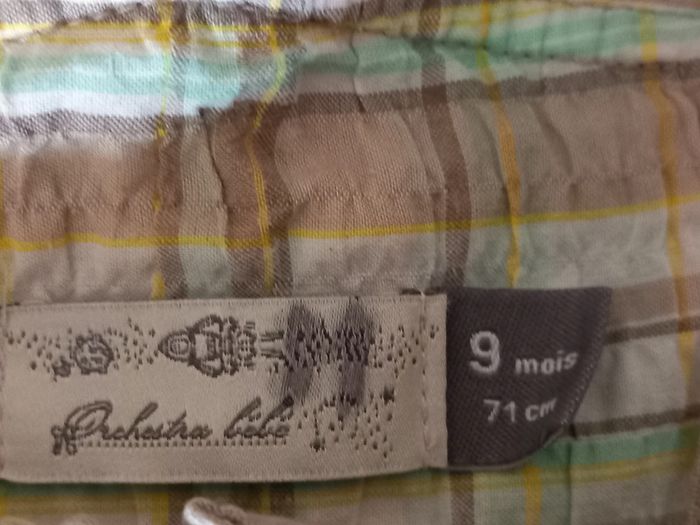 Orchestra bébé
9 mois
71 cm